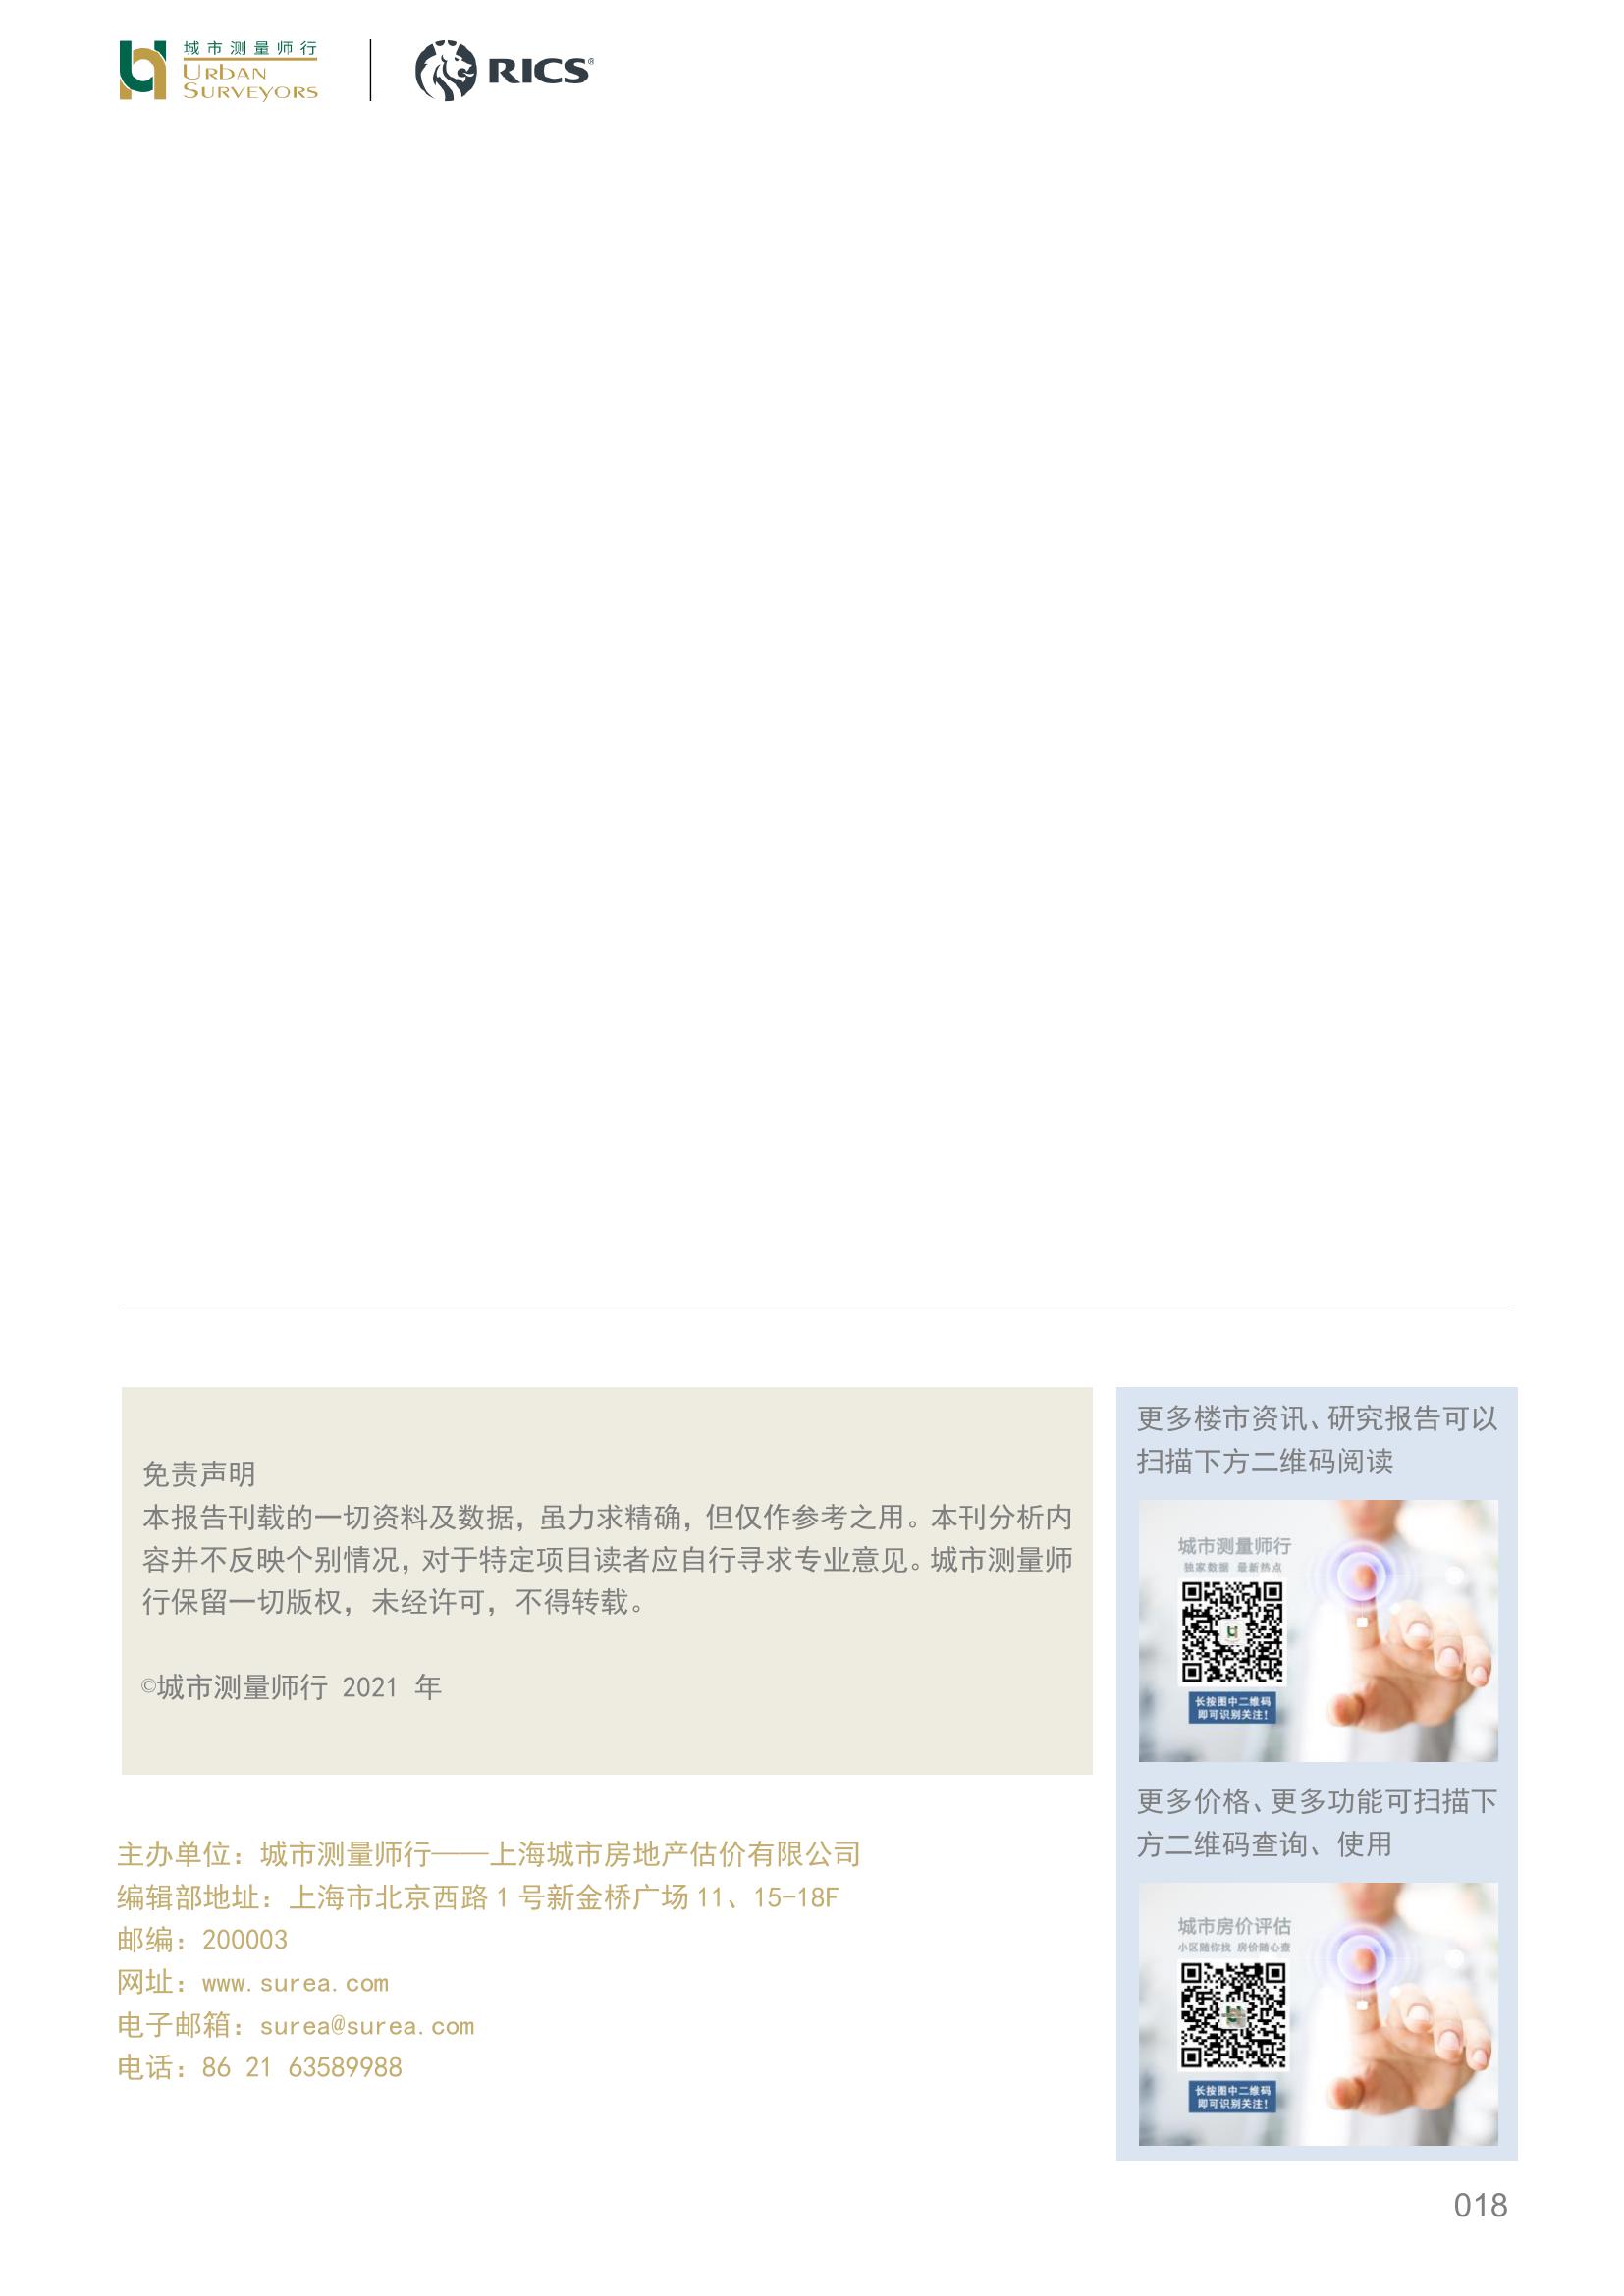 城市测量师行
URBAN
SURVEYORS
RICS®
免责声明
本报告刊载的一切资料及数据，虽力求精确，但仅作参考之用。本刊分析内
容并不反映个别情况，对于特定项目读者应自行寻求专业意见。城市测量师
行保留一切版权，未经许可，不得转载。
©城市测量师行 2021 年
主办单位：城市测量师行——上海城市房地产估价有限公司
编辑部地址：上海市北京西路 1 号新金桥广场 11、15-18F
邮编：200003
网址：www.surea.com
电子邮箱：surea@surea.com
电话：86 21 63589988
更多楼市资讯、研究报告可以
扫描下方二维码阅读
城市测量师行
独家数据 最新热点
长按图中二维码
即可识别关注！
更多价格、更多功能可扫描下
方二维码查询、使用
城市房价评估
小区随你找 房价随心查
长按图中二维码
即可识别关注！
018